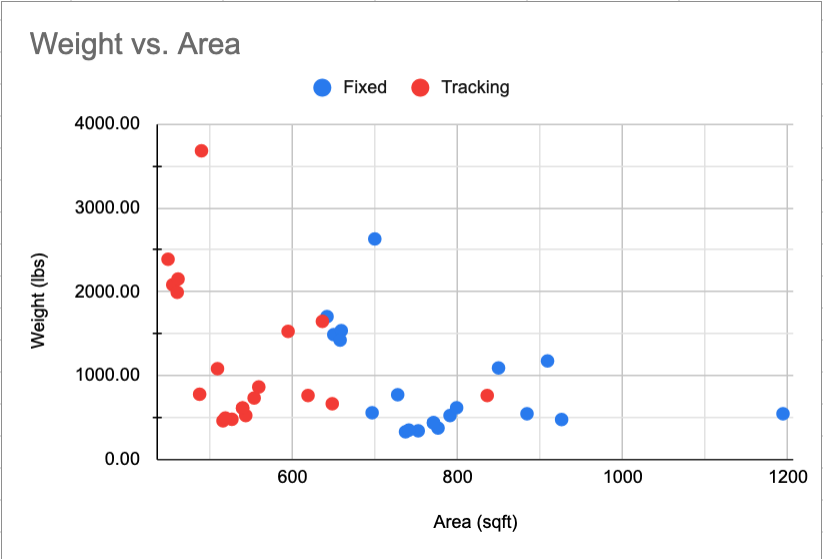 Weight vs. Area
Fixed Tracking
4000.00
3000.00
2000.00
1000.00
0.00
Weight (lbs)
600 800 1000 1200
Area (sqft)